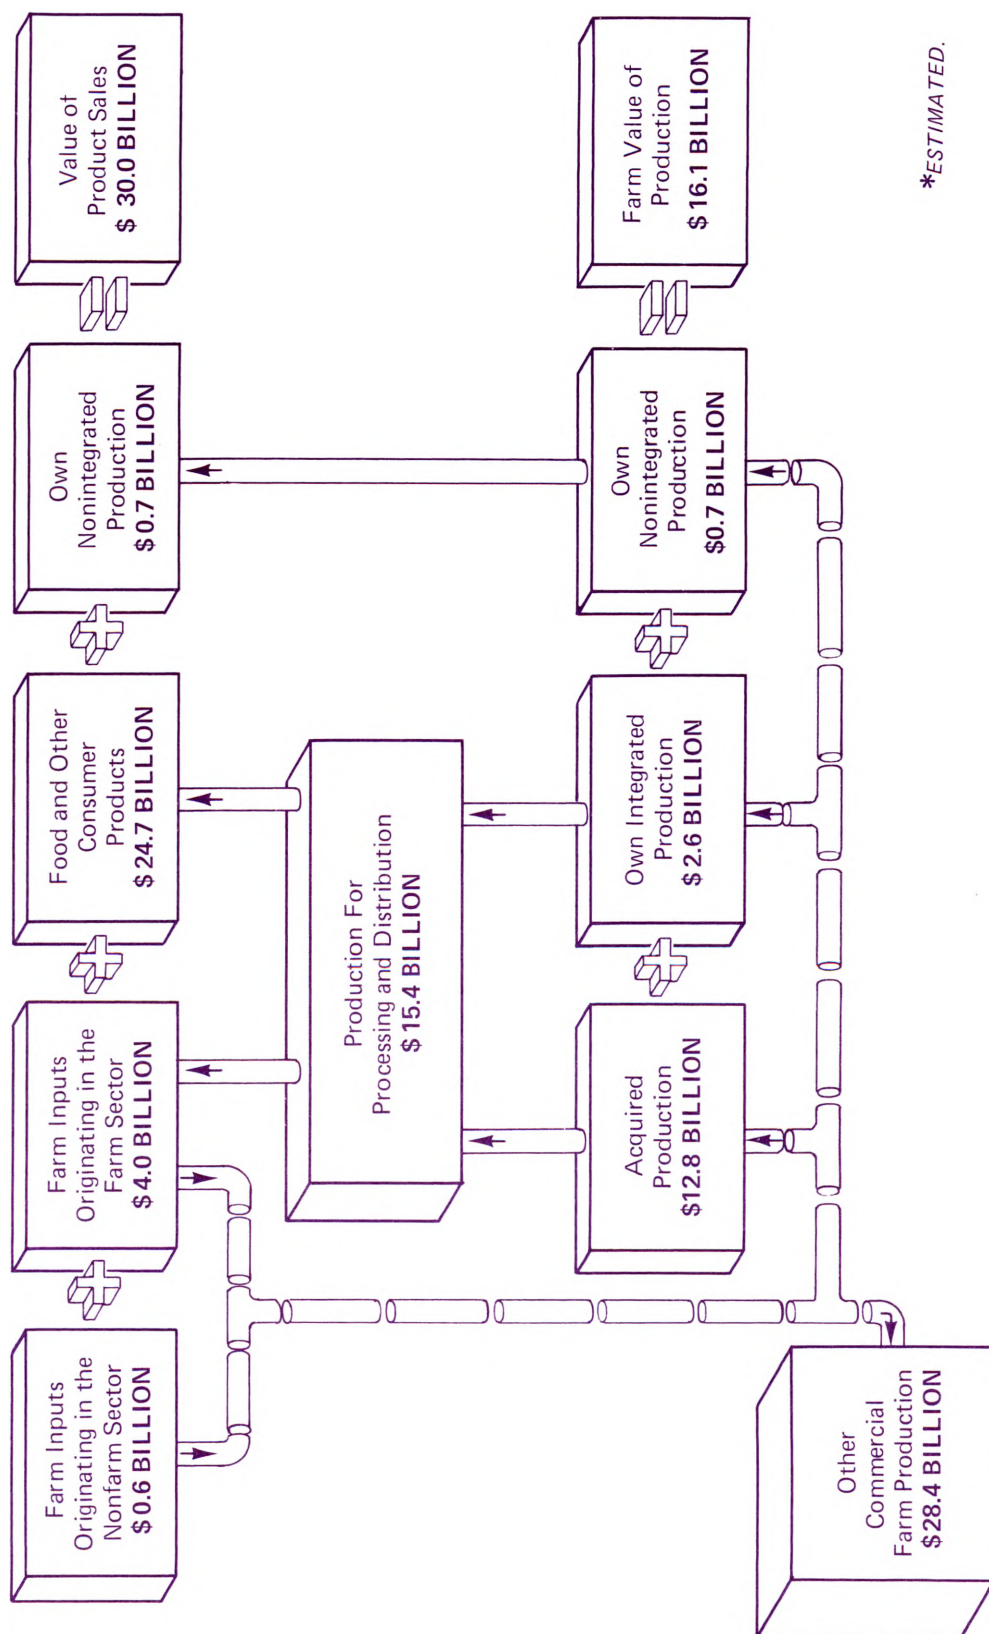 Farm Inputs
Originating in the
Nonfarm Sector
$0.6 BILLION
Farm Inputs
Originating in the
Farm Sector
$4.0 BILLION
Food and Other
Consumer
Products
$24.7 BILLION
Own
Nonintegrated
Production
$0.7 BILLION
Value of
Product Sales
$30.0 BILLION
Production For
Processing and Distribution
$15.4 BILLION
Acquired
Production
$12.8 BILLION
Own Integrated
Production
$2.6 BILLION
Own
Nonintegrated
Production
$0.7 BILLION
Farm Value of
Production
$16.1 BILLION
Other
Commercial
Farm Production
$28.4 BILLION
*ESTIMATED.